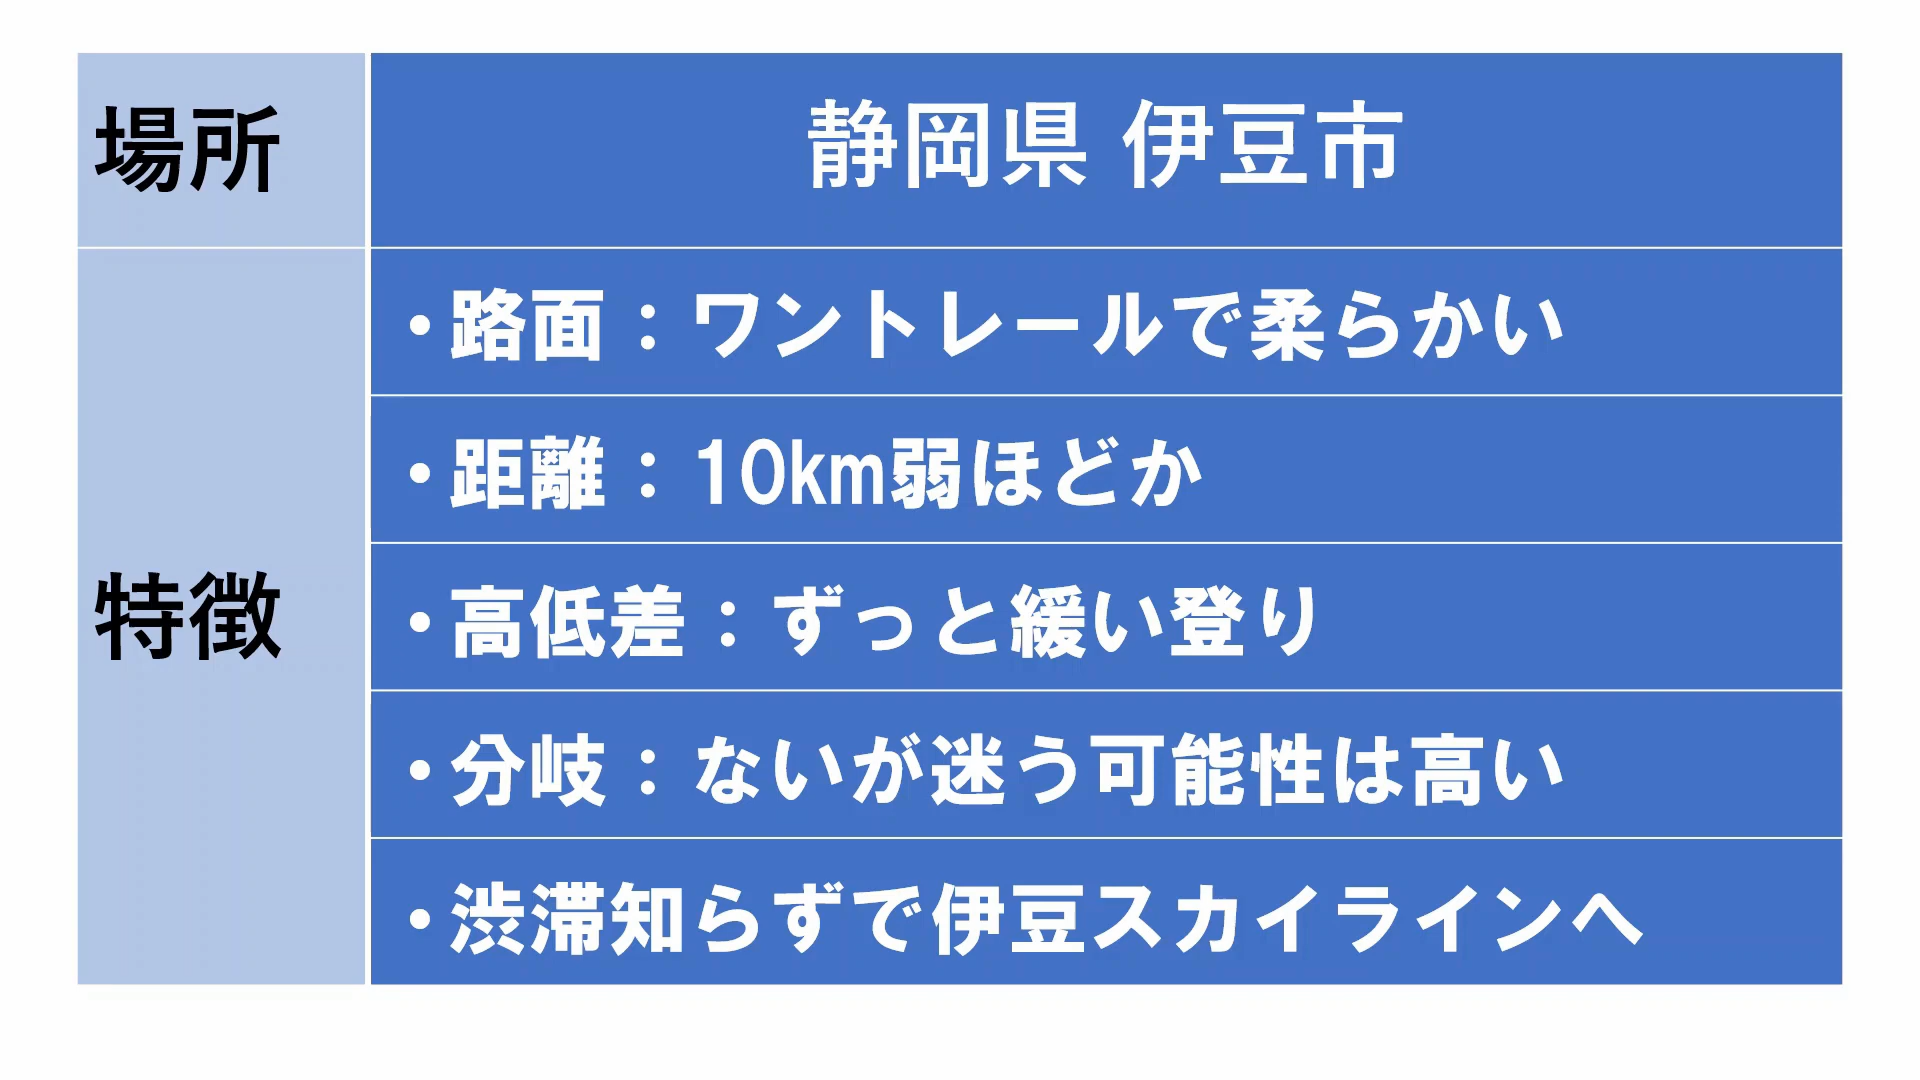 場所
静岡県 伊豆市
特徴
・路面：ワントレールで柔らかい
・距離：10km弱ほどか
・高低差：ずっと緩い登り
・分岐：ないが迷う可能性は高い
・渋滞知らずで伊豆スカイラインへ